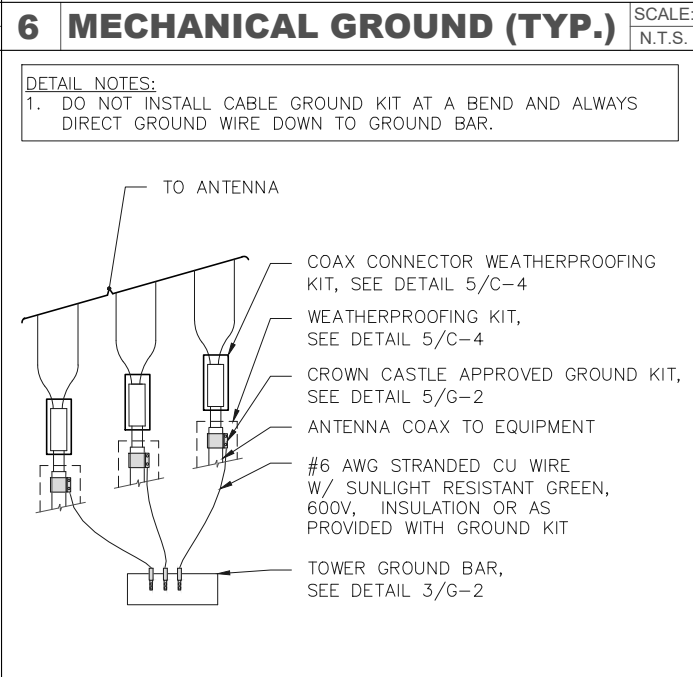 6 MECHANICAL GROUND (TYP.) SCALE:
N.T.S.
DETAIL NOTES:
1. DO NOT INSTALL CABLE GROUND KIT AT A BEND AND ALWAYS
DIRECT GROUND WIRE DOWN TO GROUND BAR.
TO ANTENNA
COAX CONNECTOR WEATHERPROOFING
KIT, SEE DETAIL 5/C-4
WEATHERPROOFING KIT,
SEE DETAIL 5/C-4
CROWN CASTLE APPROVED GROUND KIT,
SEE DETAIL 5/G-2
ANTENNA COAX TO EQUIPMENT
#6 AWG STRANDED CU WIRE
W/ SUNLIGHT RESISTANT GREEN,
600V, INSULATION OR AS
PROVIDED WITH GROUND KIT
TOWER GROUND BAR,
SEE DETAIL 3/G-2